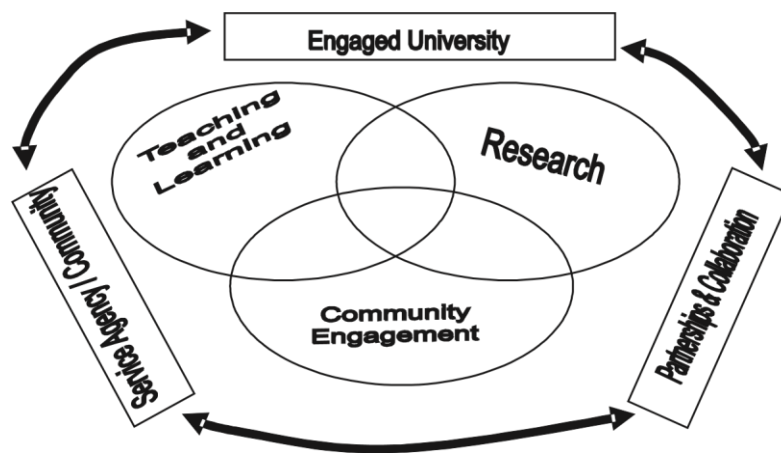 Engaged University
Teaching
and
Learning
Research
Service Agency / Community
Partnerships & Collaboration
Community
Engagement